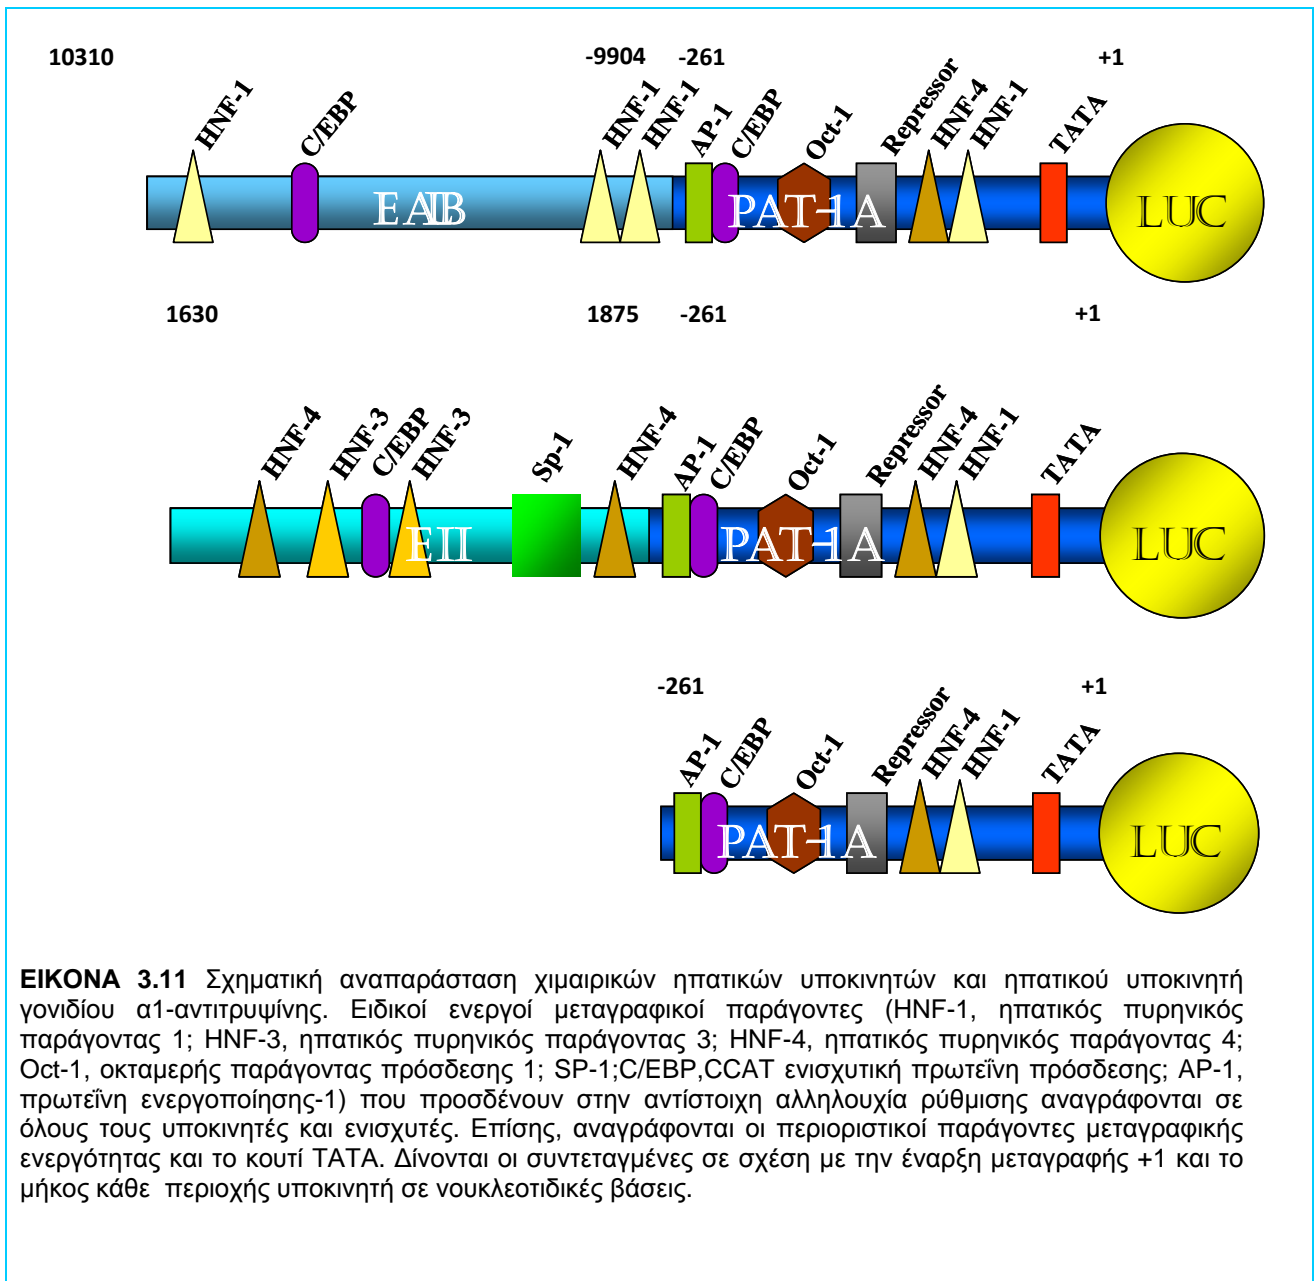 10310 -9904 -261 +1
HNF-1 C/EBP HNF-1 HNF-1 AP-1 C/EBP Oct-1 Repressor HNF-4 HNF-1 TATA
EALB PAT-1A LUC
1630 1875 -261 +1
HNF-4 HNF-3 C/EBP HNF-3 Sp-1 HNF-4 AP-1 C/EBP Oct-1 Repressor HNF-4 HNF-1 TATA
EII PAT-1A LUC
-261 +1
AP-1 C/EBP Oct-1 Repressor HNF-4 HNF-1 TATA
PAT-1A LUC
ΕΙΚΟΝΑ 3.11 Σχηματική αναπαράσταση χιμαιρικών ηπατικών υποκινητών και ηπατικού υποκινητή
γονιδίου α1-αντιτρυψίνης. Ειδικοί ενεργοί μεταγραφικοί παράγοντες (HNF-1, ηπατικός πυρηνικός
παράγοντας 1; HNF-3, ηπατικός πυρηνικός παράγοντας 3; HNF-4, ηπατικός πυρηνικός παράγοντας 4;
Oct-1, οκταμερής παράγοντας πρόσδεσης 1; SP-1;C/EBP,CCAT ενισχυτική πρωτεΐνη πρόσδεσης; AP-1,
πρωτεΐνη ενεργοποίησης-1) που προσδένουν στην αντίστοιχη αλληλουχία ρύθμισης αναγράφονται σε
όλους τους υποκινητές και ενισχυτές. Επίσης, αναγράφονται οι περιοριστικοί παράγοντες μεταγραφικής
ενεργότητας και το κουτί ΤΑΤΑ. Δίνονται οι συντεταγμένες σε σχέση με την έναρξη μεταγραφής +1 και το
μήκος κάθε περιοχής υποκινητή σε νουκλεοτιδικές βάσεις.